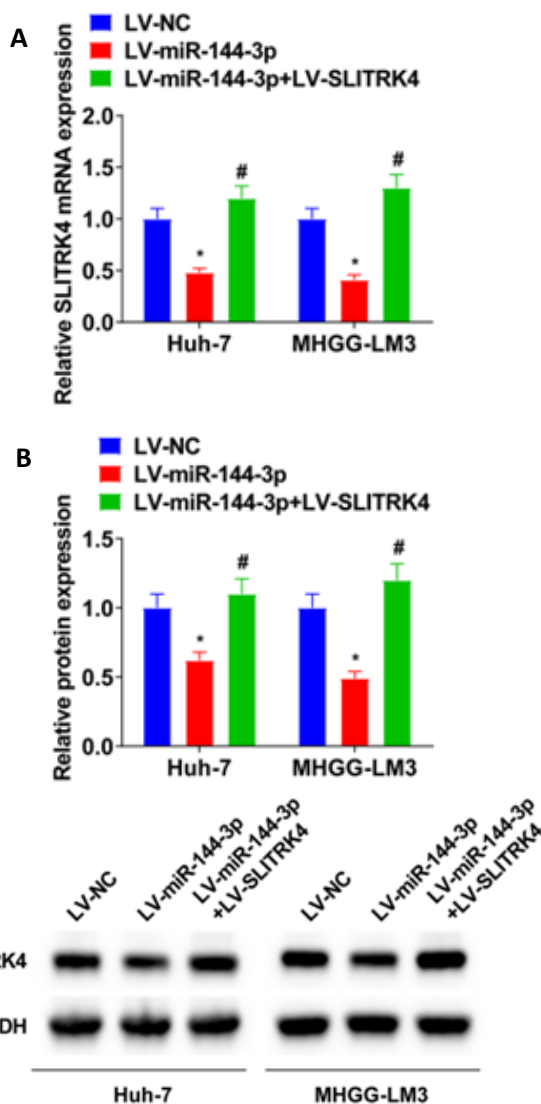 A
LV-NC
LV-miR-144-3p
LV-miR-144-3p+LV-SLITRK4
Relative SLITRK4 mRNA expression
2.0
1.5
1.0
0.5
0.0
* # * #
Huh-7 MHGG-LM3
B
LV-NC
LV-miR-144-3p
LV-miR-144-3p+LV-SLITRK4
Relative protein expression
1.5
1.0
0.5
0.0
* # * #
Huh-7 MHGG-LM3
LV-NC
LV-miR-144-3p
LV-miR-144-3p
+LV-SLITRK4
LV-NC
LV-miR-144-3p
LV-miR-144-3p
+LV-SLITRK4
RK4
DH
Huh-7 MHGG-LM3